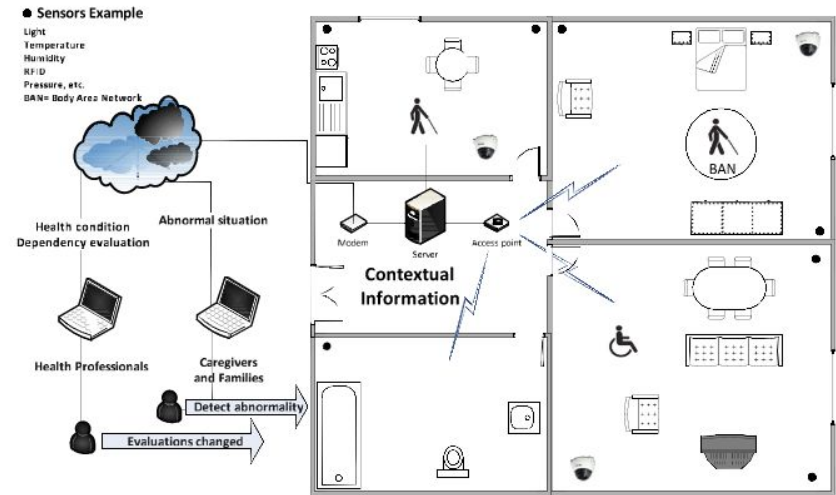 Sensors Example
Light
Temperature
Humidity
RFID
Pressure, etc.
BAN= Body Area Network
Health condition
Dependency evaluation
Abnormal situation
Health Professionals
Caregivers
and Families
Detect abnormality
Evaluations changed
Modem
Server
Access point
Contextual
Information
BAN